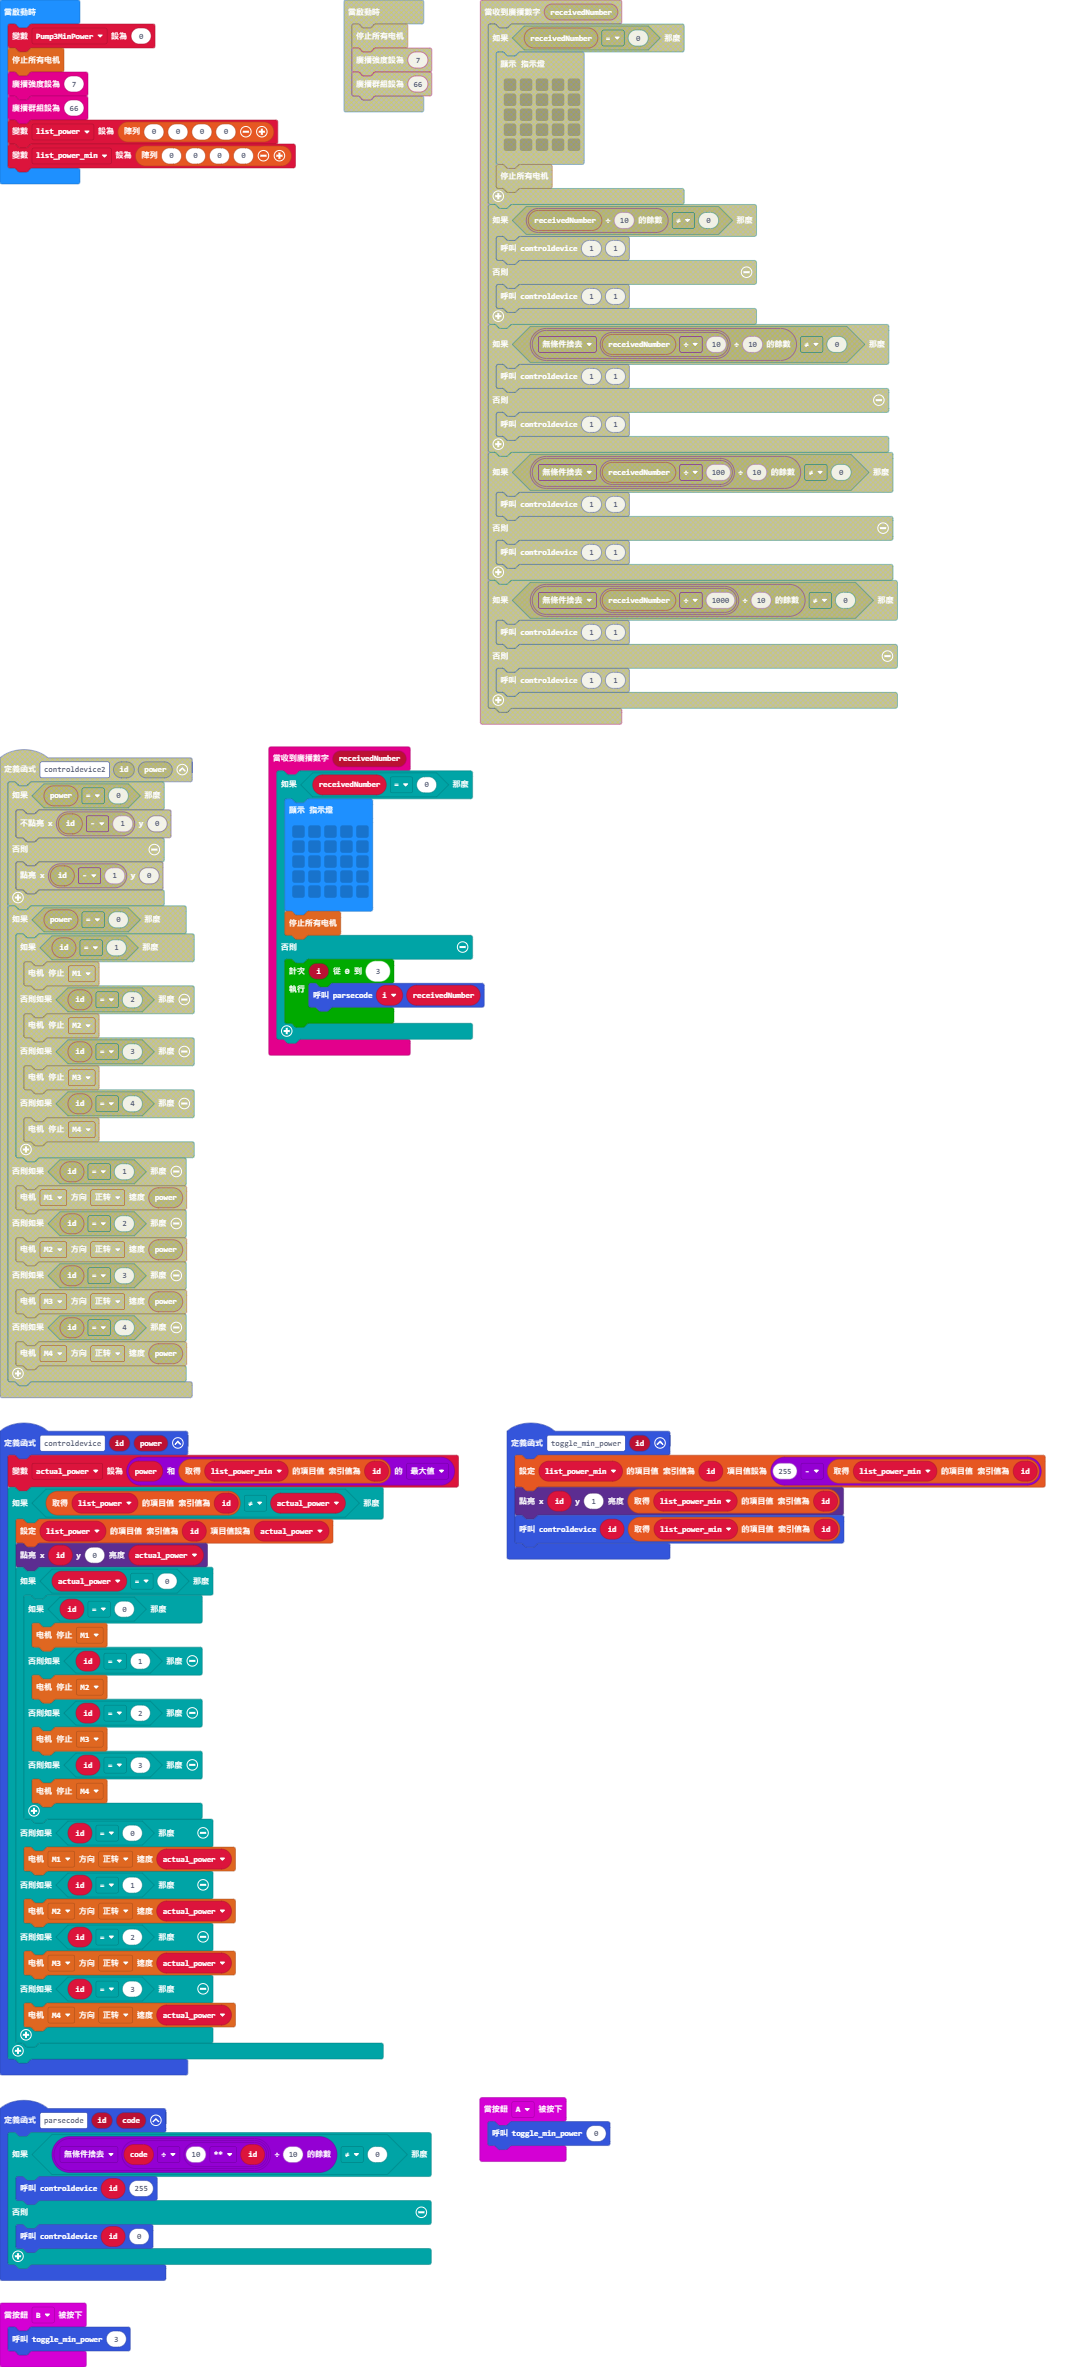 當啟動時
變數 Pump3MinPower 設為 0
停止所有电机
廣播強度設為 7
廣播群組設為 66
變數 list_power 設為 陣列 0 0 0 0
變數 list_power_min 設為 陣列 0 0 0 0
當啟動時
停止所有电机
廣播強度設為 7
廣播群組設為 66
當收到廣播數字 receivedNumber
如果 receivedNumber = 0 那麼
顯示 指示燈
停止所有电机
如果 receivedNumber ÷ 10 的餘數 ≠ 0 那麼
呼叫 controldevice 1 1
否則
呼叫 controldevice 1 1
如果 無條件捨去 receivedNumber ÷ 10 ÷ 10 的餘數 ≠ 0 那麼
呼叫 controldevice 1 1
否則
呼叫 controldevice 1 1
如果 無條件捨去 receivedNumber ÷ 100 ÷ 10 的餘數 ≠ 0 那麼
呼叫 controldevice 1 1
否則
呼叫 controldevice 1 1
如果 無條件捨去 receivedNumber ÷ 1000 ÷ 10 的餘數 ≠ 0 那麼
呼叫 controldevice 1 1
否則
呼叫 controldevice 1 1
定義函式 controldevice2 id power
如果 power = 0 那麼
不點亮 x id - 1 y 0
否則
點亮 x id - 1 y 0
如果 power = 0 那麼
如果 id = 1 那麼
电机 停止 M1
否則如果 id = 2 那麼
电机 停止 M2
否則如果 id = 3 那麼
电机 停止 M3
否則如果 id = 4 那麼
电机 停止 M4
否則如果 id = 1 那麼
电机 M1 方向 正转 速度 power
否則如果 id = 2 那麼
电机 M2 方向 正转 速度 power
否則如果 id = 3 那麼
电机 M3 方向 正转 速度 power
否則如果 id = 4 那麼
电机 M4 方向 正转 速度 power
當收到廣播數字 receivedNumber
如果 receivedNumber = 0 那麼
顯示 指示燈
停止所有电机
否則
計次 i 從 0 到 3
執行 呼叫 parsecode i receivedNumber
定義函式 controldevice id power
變數 actual_power 設為 power 和 取得 list_power_min 的項目值 索引值為 id 的 最大值
如果 取得 list_power 的項目值 索引值為 id ≠ actual_power 那麼
設定 list_power 的項目值 索引值為 id 項目值設為 actual_power
點亮 x id y 0 亮度 actual_power
如果 actual_power = 0 那麼
如果 id = 0 那麼
电机 停止 M1
否則如果 id = 1 那麼
电机 停止 M2
否則如果 id = 2 那麼
电机 停止 M3
否則如果 id = 3 那麼
电机 停止 M4
否則如果 id = 0 那麼
电机 M1 方向 正转 速度 actual_power
否則如果 id = 1 那麼
电机 M2 方向 正转 速度 actual_power
否則如果 id = 2 那麼
电机 M3 方向 正转 速度 actual_power
否則如果 id = 3 那麼
电机 M4 方向 正转 速度 actual_power
定義函式 toggle_min_power id
設定 list_power_min 的項目值 索引值為 id 項目值設為 255 - 取得 list_power_min 的項目值 索引值為 id
點亮 x id y 1 亮度 取得 list_power_min 的項目值 索引值為 id
呼叫 controldevice id 取得 list_power_min 的項目值 索引值為 id
定義函式 parsecode id code
如果 無條件捨去 code ÷ 10 ** id ÷ 10 的餘數 ≠ 0 那麼
呼叫 controldevice id 255
否則
呼叫 controldevice id 0
當按鈕 A 被按下
呼叫 toggle_min_power 0
當按鈕 B 被按下
呼叫 toggle_min_power 3